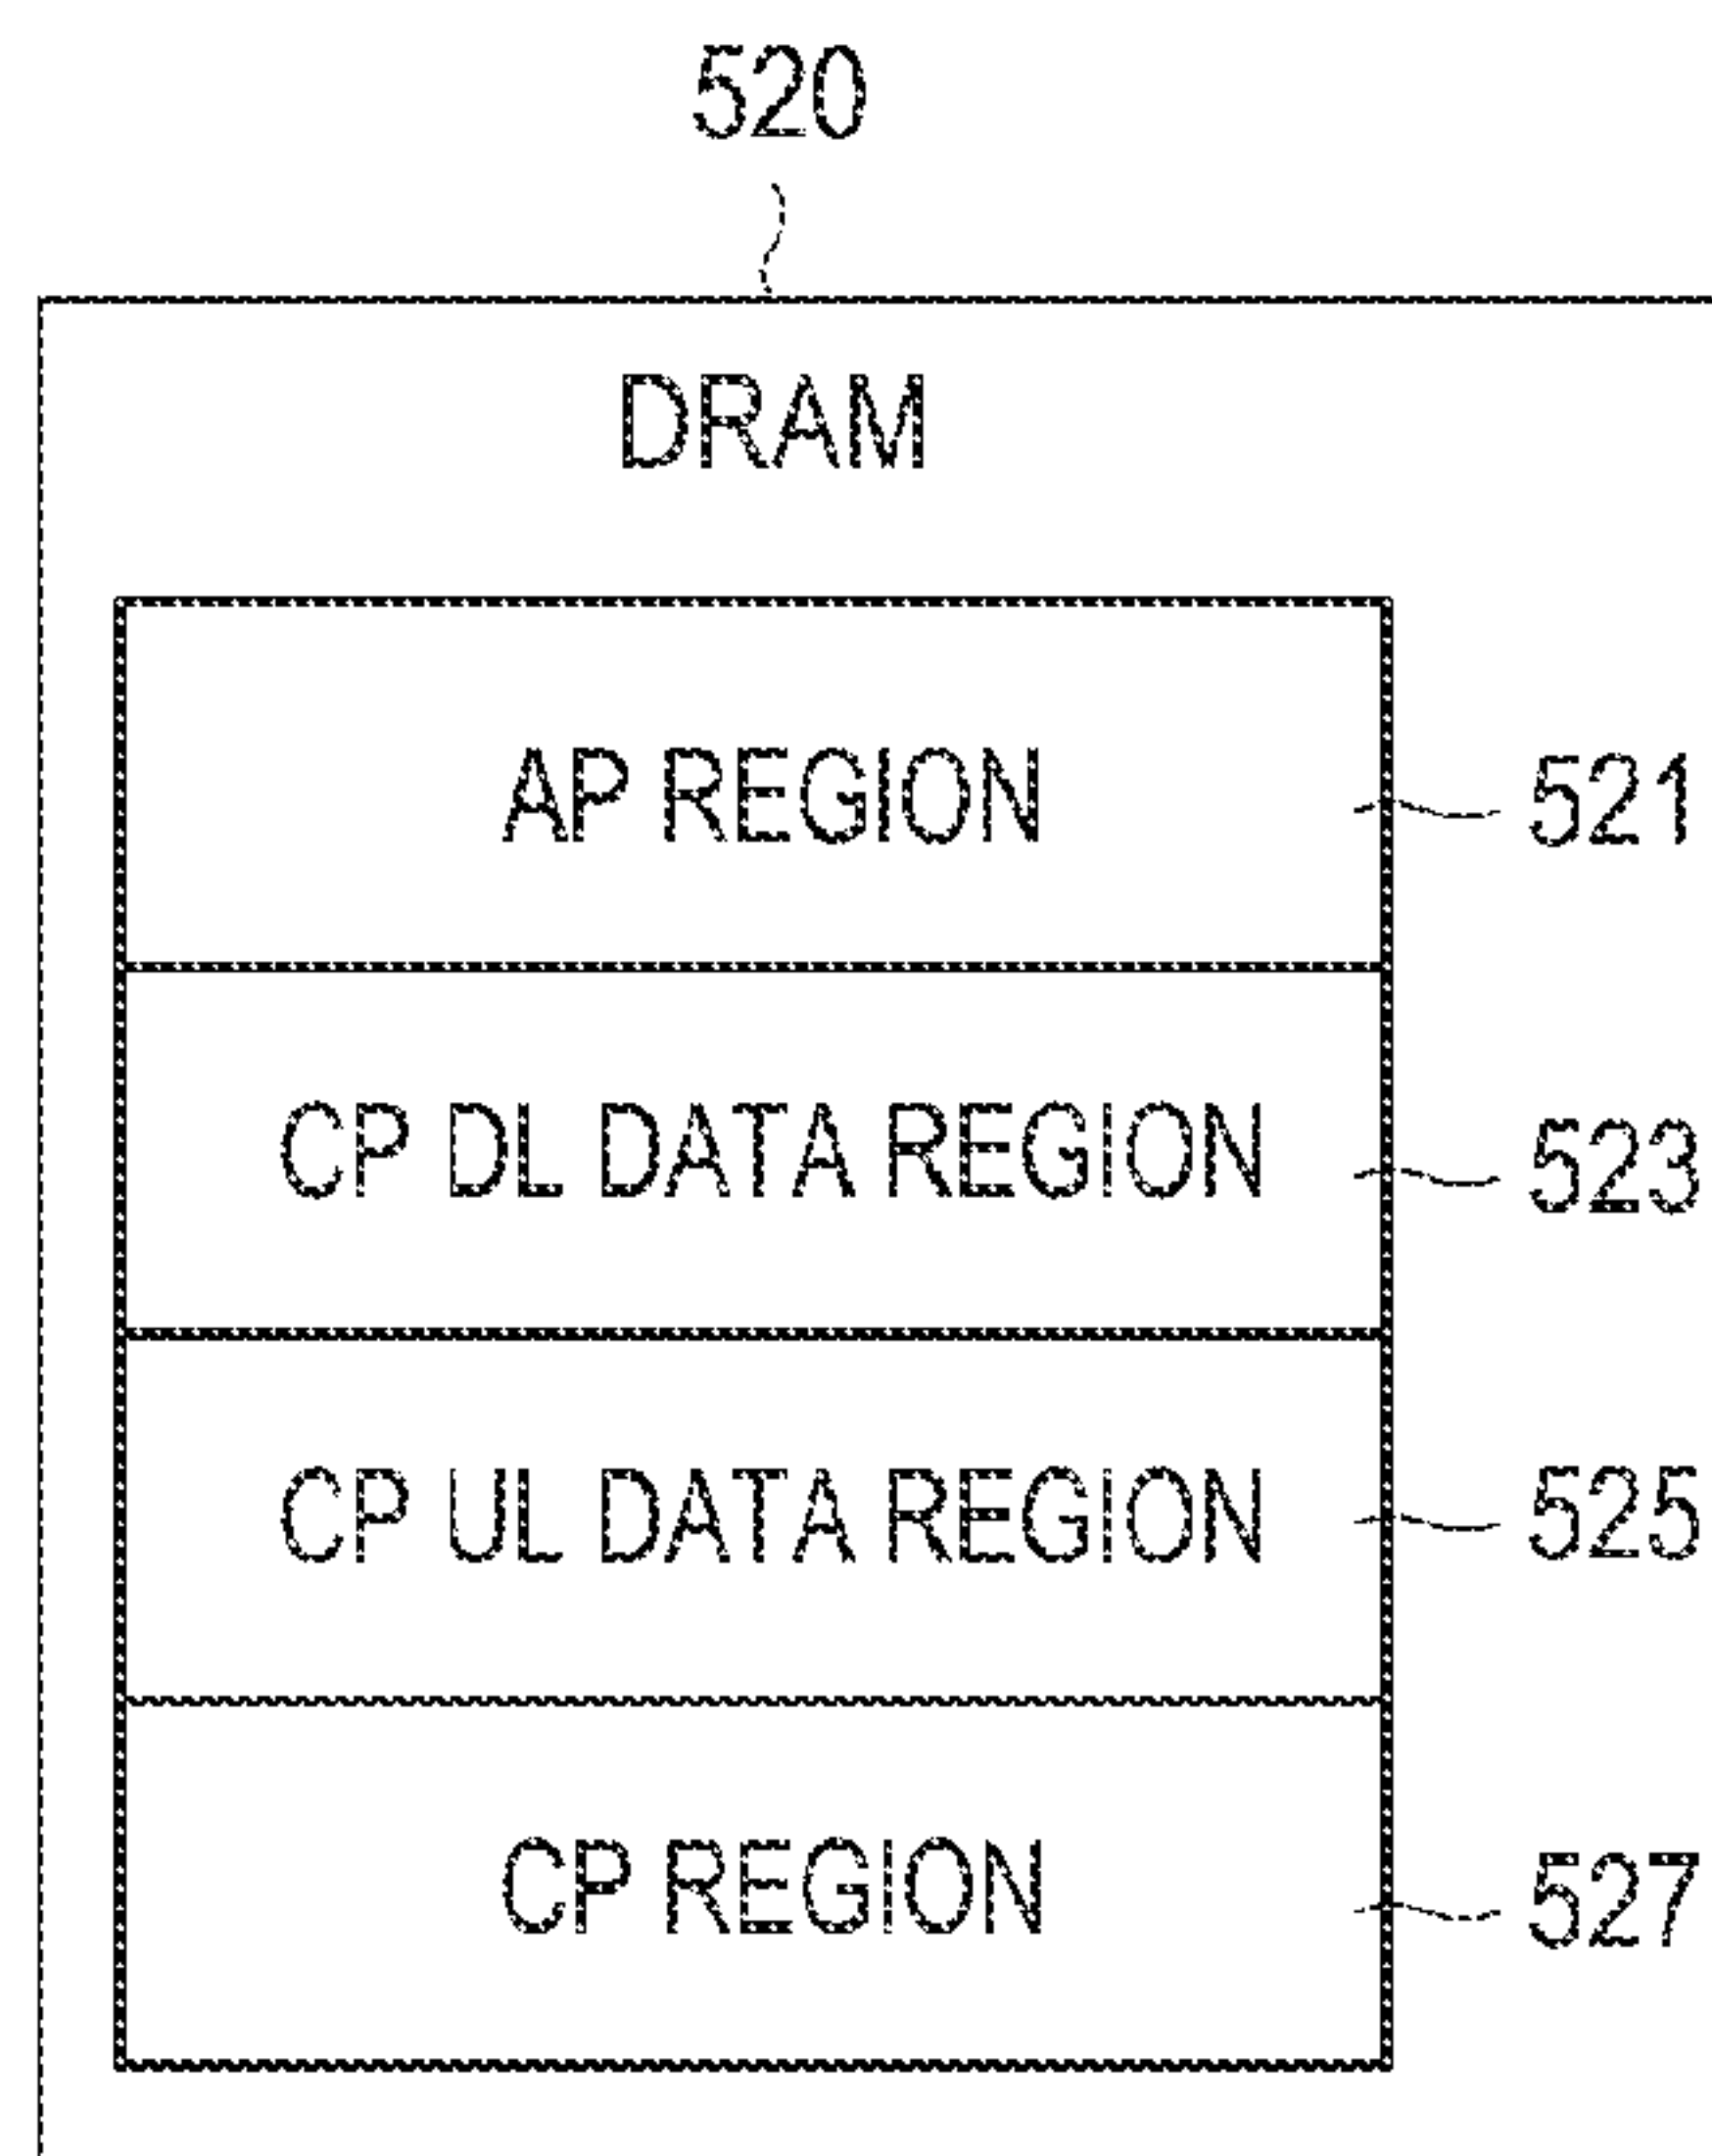 520
DRAM
AP REGION 521
CP DL DATA REGION 523
CP UL DATA REGION 525
CP REGION 527